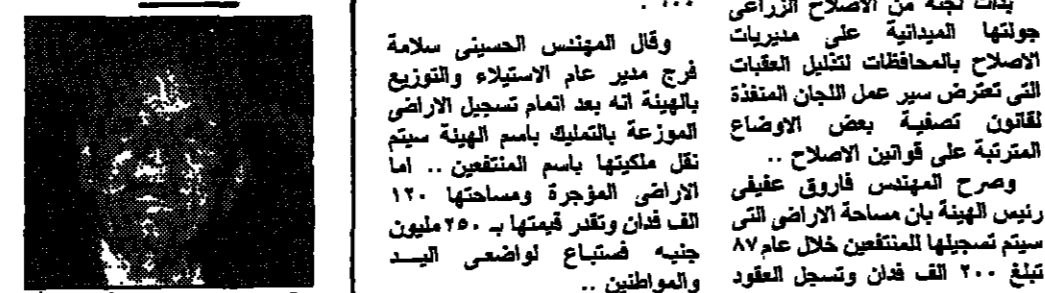 بدأت لجنة من الاصلاح الزراعى
جولتها الميدانية على مديريات
الاصلاح بالمحافظات لتذليل العقبات
التى تعترض سير عمل اللجان المنفذة
لقانون تصفية بعض الاوضاع
المترتبة على قوانين الاصلاح ..
وصرح المهندس فاروق عفيفى
رئيس الهيئة بان مساحة الاراضى التى
سيتم تسجيلها للمنتفعين خلال عام ٨٧
تبلغ ٢٠٠ الف فدان وتسجل العقود
وقال المهندس الحسينى سلامة
فرج مدير عام الاستيلاء والتوزيع
بالهيئة انه بعد اتمام تسجيل الاراضى
الموزعة بالتمليك باسم الهيئة سيتم
نقل ملكيتها باسم المنتفعين .. اما
الاراضى المؤجرة ومساحتها ١٢٠
الف فدان وتقدر قيمتها بـ ٢٥٠ مليون
جنيه فستباع لواضعى اليــد
والمواطنين ..